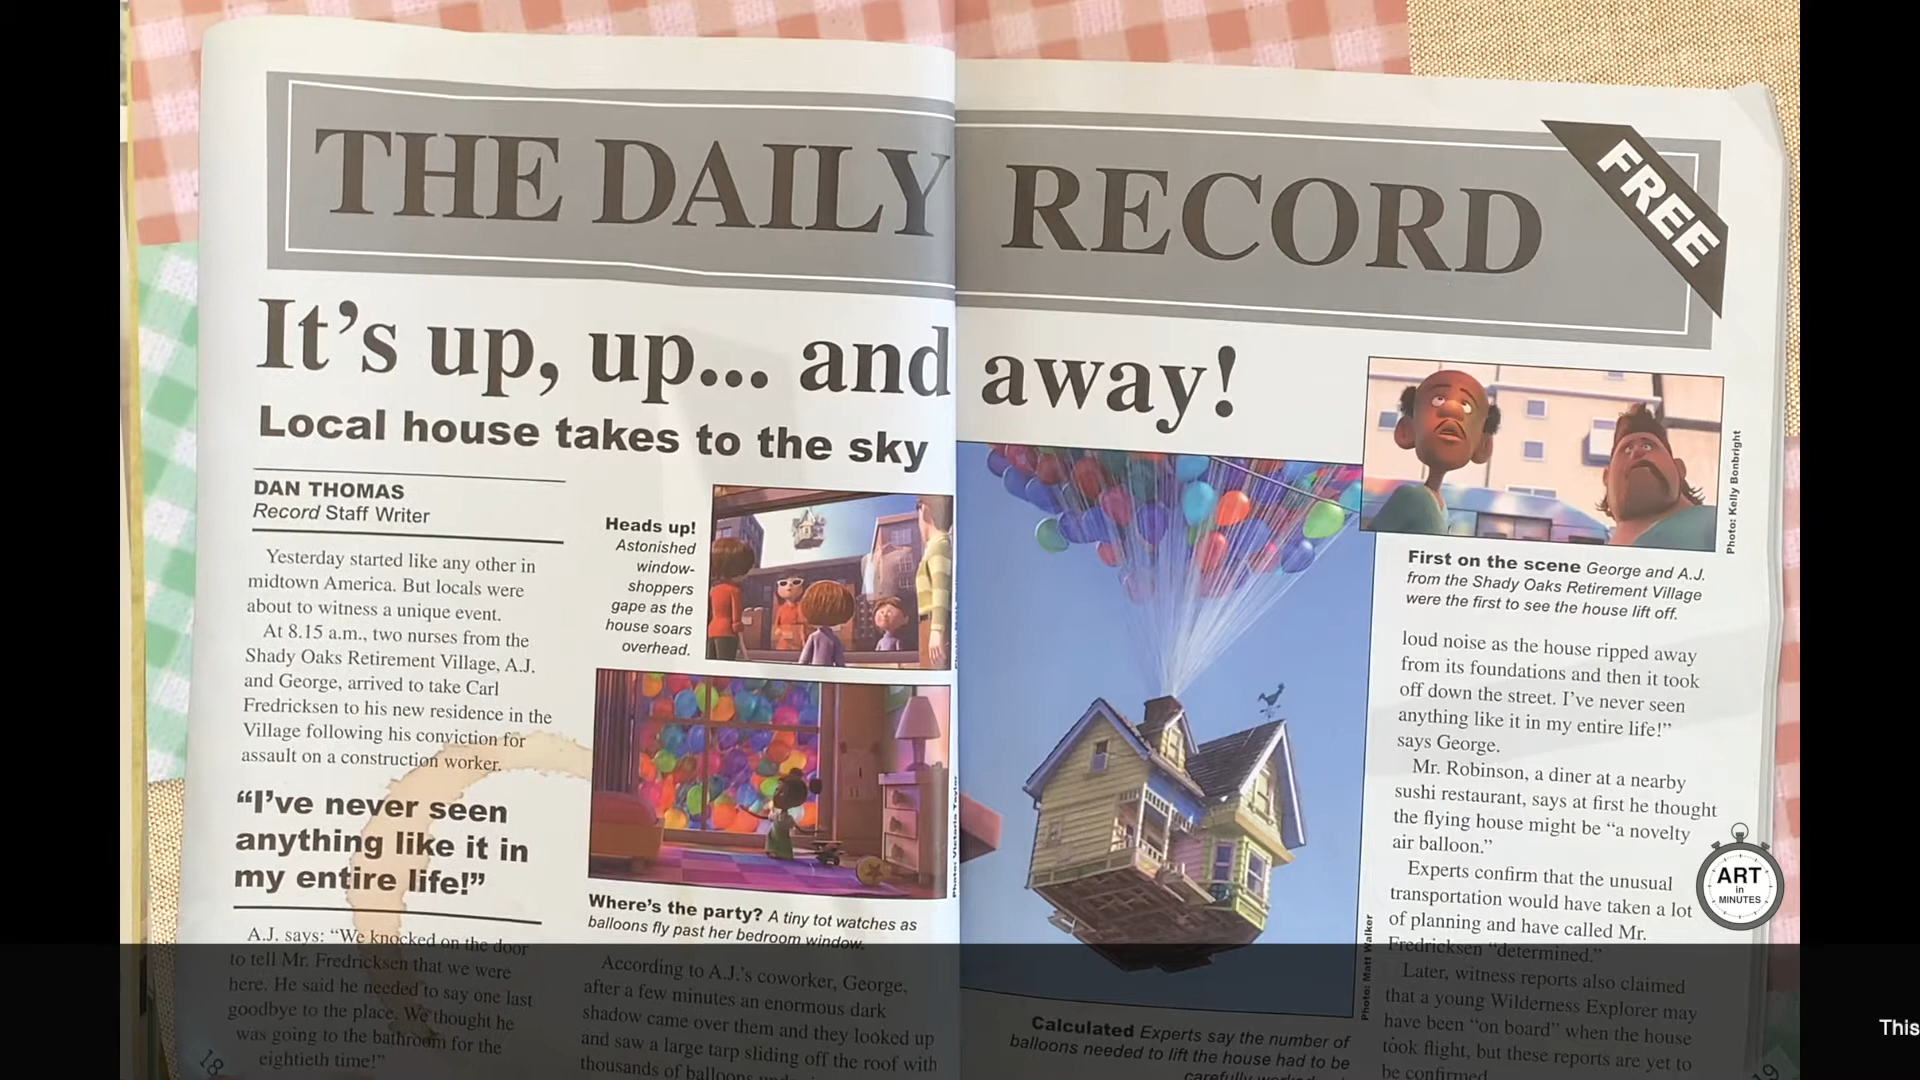 THE DAILY RECORD
FREE
It's up, up... and away!
Local house takes to the sky
DAN THOMAS
Record Staff Writer
Yesterday started like any other in
midtown America. But locals were
about to witness a unique event.
At 8.15 a.m., two nurses from the
Shady Oaks Retirement Village, A.J.
and George, arrived to take Carl
Fredricksen to his new residence in the
Village following his conviction for
assault on a construction worker.
“I've never seen
anything like it in
my entire life!”
A.J. says: “We knocked on the door
to tell Mr. Fredricksen that we were
here. He said he needed to say one last
goodbye to the place. We thought he
was going to the bathroom for the
eightieth time!”
18
Heads up!
Astonished
window-
shoppers
gape as the
house soars
overhead.
Where's the party? A tiny tot watches as
balloons fly past her bedroom window.
Photo: Victoria Taylor
According to A.J.'s coworker, George,
after a few minutes an enormous dark
shadow came over them and they looked up
and saw a large tarp sliding off the roof with
thousands of balloons
Calculated Experts say the number of
balloons needed to lift the house had to be
carefully
Photo: Matt Walker
Photo: Kelly Bonbright
First on the scene George and A.J.
from the Shady Oaks Retirement Village
were the first to see the house lift off.
loud noise as the house ripped away
from its foundations and then it took
off down the street. I've never seen
anything like it in my entire life!”
says George.
Mr. Robinson, a diner at a nearby
sushi restaurant, says at first he thought
the flying house might be “a novelty
air balloon.”
Experts confirm that the unusual
transportation would have taken a lot
of planning and have called Mr.
Fredricksen “determined.”
Later, witness reports also claimed
that a young Wilderness Explorer may
have been “on board” when the house
took flight, but these reports are yet to
be confirmed
19
ART
in
MINUTES
This